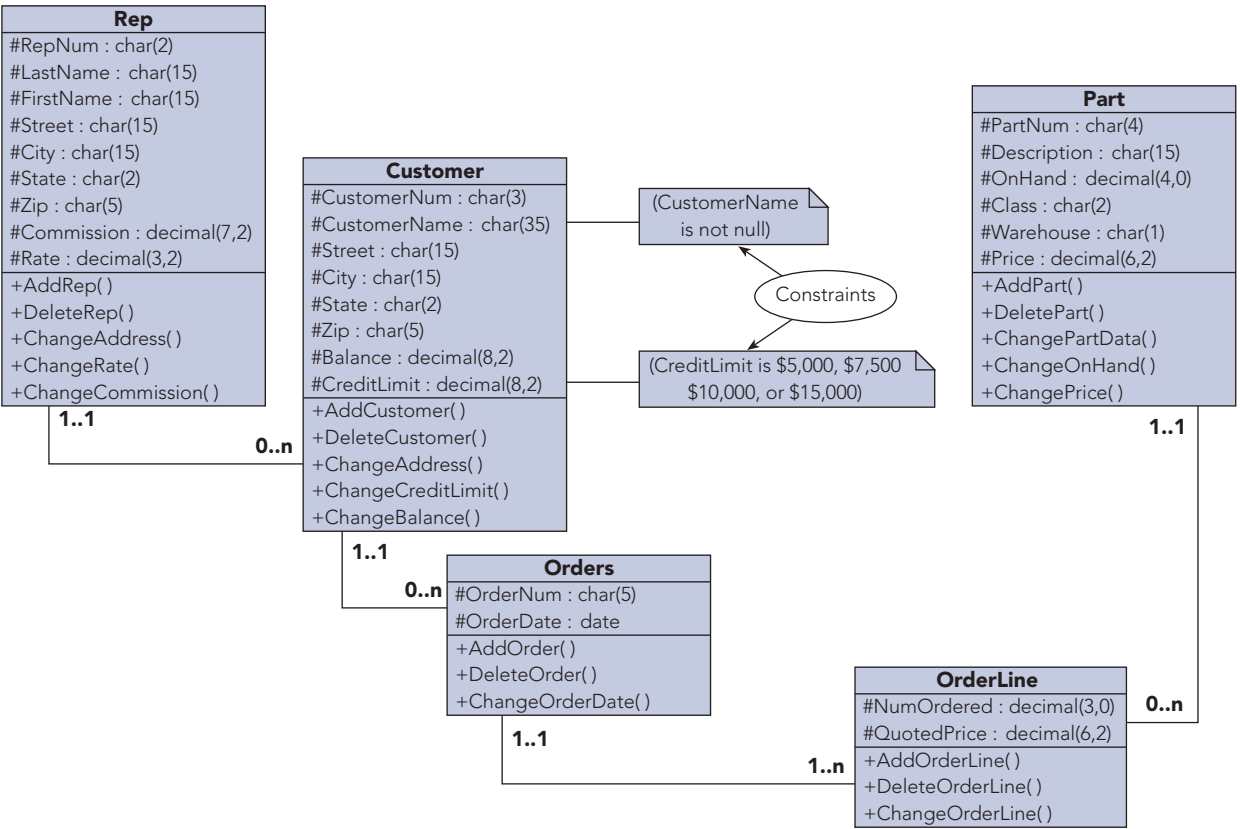 Rep
#RepNum : char(2)
#LastName : char(15)
#FirstName : char(15)
#Street : char(15)
#City : char(15)
#State : char(2)
#Zip : char(5)
#Commission : decimal(7,2)
#Rate : decimal(3,2)
+AddRep( )
+DeleteRep( )
+ChangeAddress( )
+ChangeRate( )
+ChangeCommission( )
1..1
0..n
Customer
#CustomerNum : char(3)
#CustomerName : char(35)
#Street : char(15)
#City : char(15)
#State : char(2)
#Zip : char(5)
#Balance : decimal(8,2)
#CreditLimit : decimal(8,2)
+AddCustomer( )
+DeleteCustomer( )
+ChangeAddress( )
+ChangeCreditLimit( )
+ChangeBalance( )
(CustomerName
is not null)
Constraints
(CreditLimit is $5,000, $7,500
$10,000, or $15,000)
Part
#PartNum : char(4)
#Description : char(15)
#OnHand : decimal(4,0)
#Class : char(2)
#Warehouse : char(1)
#Price : decimal(6,2)
+AddPart( )
+DeletePart( )
+ChangePartData( )
+ChangeOnHand( )
+ChangePrice( )
1..1
1..1
0..n
Orders
#OrderNum : char(5)
#OrderDate : date
+AddOrder( )
+DeleteOrder( )
+ChangeOrderDate( )
1..1
1..n
OrderLine
#NumOrdered : decimal(3,0)
#QuotedPrice : decimal(6,2)
+AddOrderLine( )
+DeleteOrderLine( )
+ChangeOrderLine( )
0..n